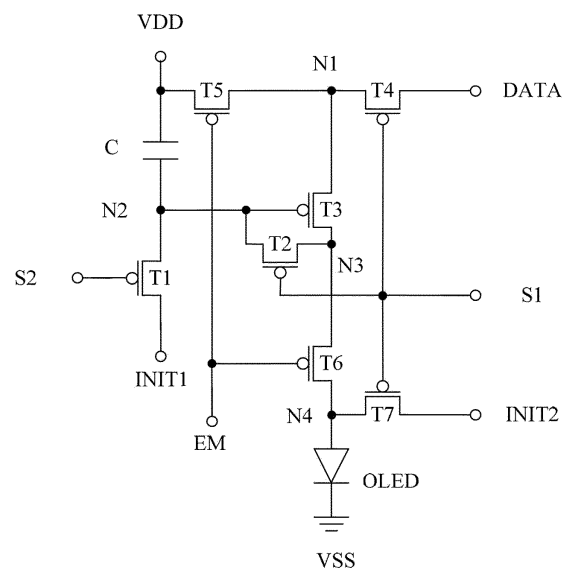 VDD
N1
T5
T4
DATA
C
N2
T3
T2
N3
S2
T1
S1
T6
INIT1
N4
T7
INIT2
EM
OLED
VSS